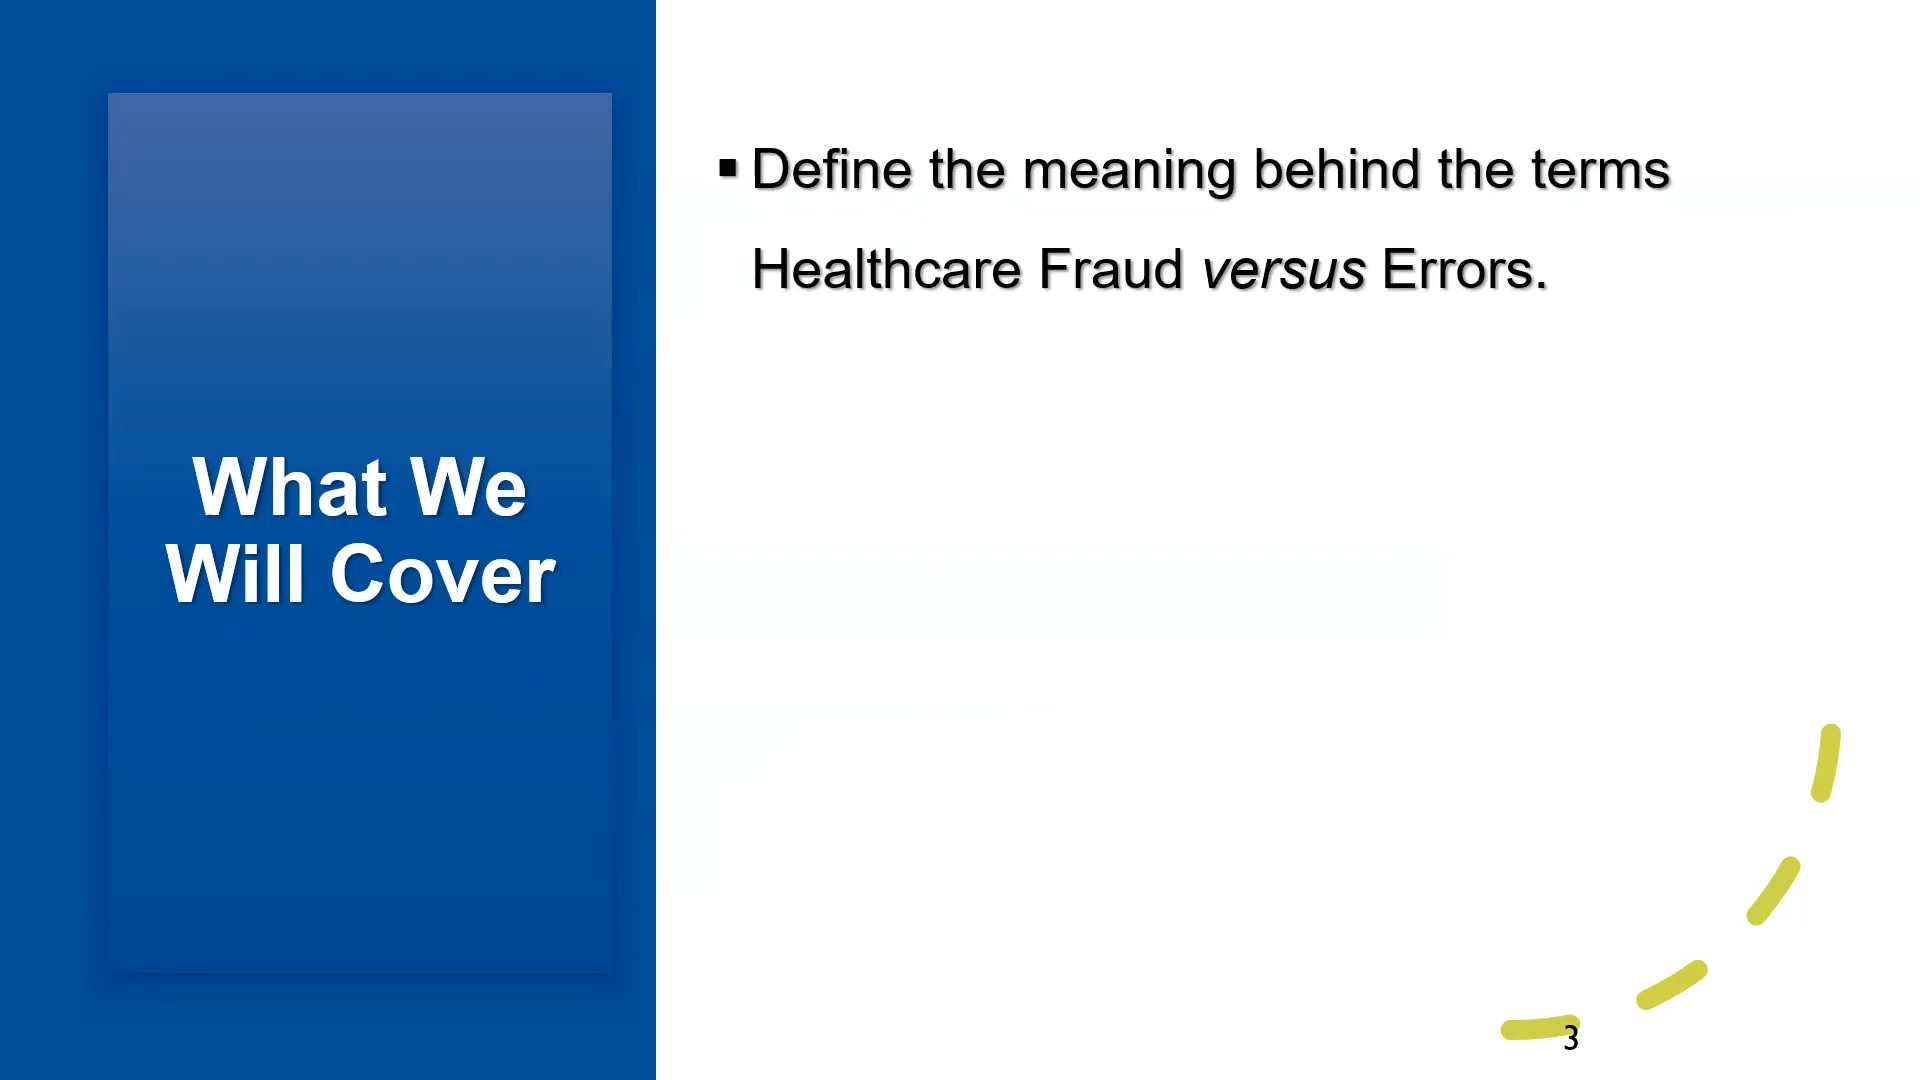 What We
Will Cover
▪ Define the meaning behind the terms
Healthcare Fraud versus Errors.
3